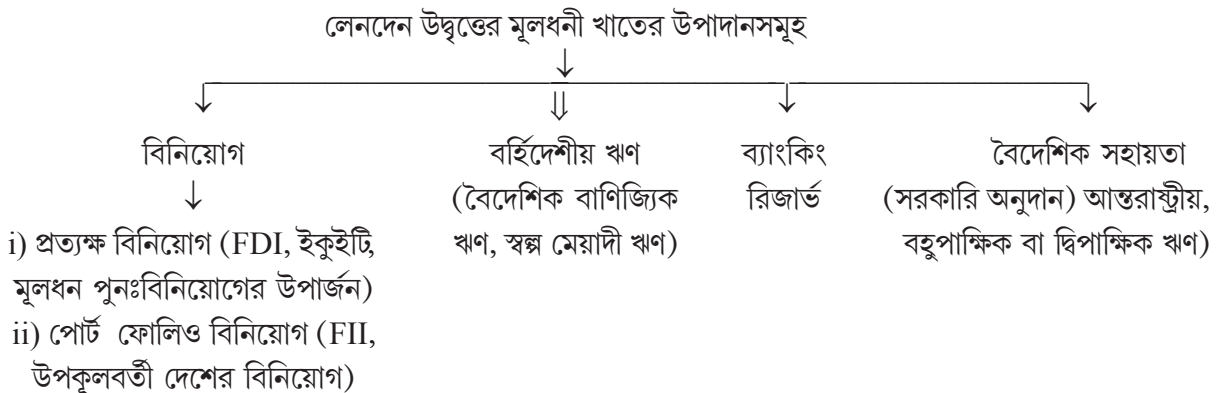 লেনদেন উদ্বৃত্তের মূলধনী খাতের উপাদানসমূহ
বিনিয়োগ
i) প্রত্যক্ষ বিনিয়োগ (FDI, ইকুইটি,
মূলধন পুনঃবিনিয়োগের উপার্জন)
ii) পোর্ট ফোলিও বিনিয়োগ (FII,
উপকূলবর্তী দেশের বিনিয়োগ)
বর্হিদেশীয় ঋণ
(বৈদেশিক বাণিজ্যিক
ঋণ, স্বল্প মেয়াদী ঋণ)
ব্যাংকিং
রিজার্ভ
বৈদেশিক সহায়তা
(সরকারি অনুদান) আন্তরাষ্ট্রীয়,
বহুপাক্ষিক বা দ্বিপাক্ষিক ঋণ)